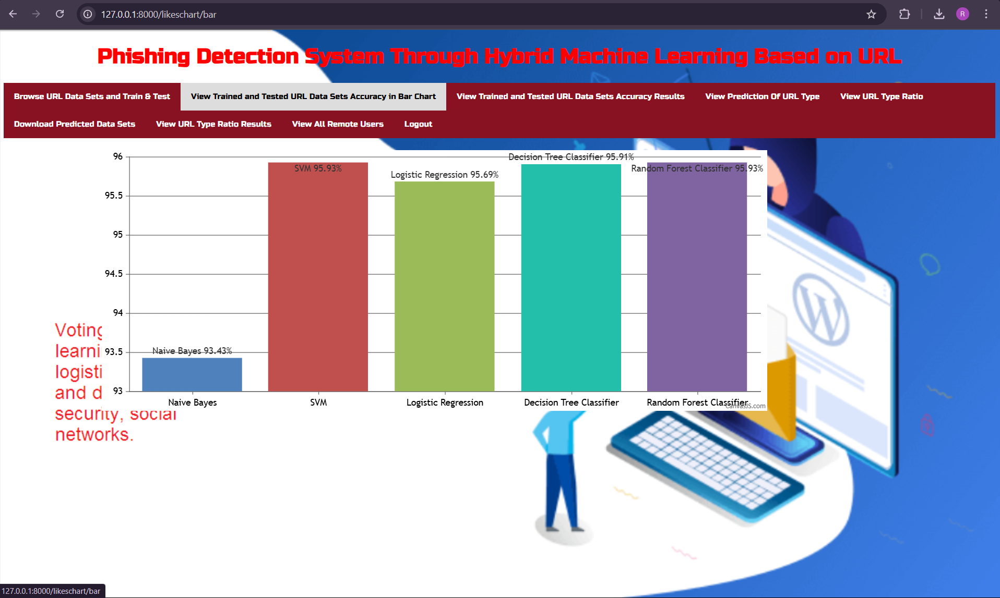 127.0.0.1:8000/likeschart/bar
R
Phishing Detection System Through Hybrid Machine Learning Based on URL
Browse URL Data Sets and Train & Test
View Trained and Tested URL Data Sets Accuracy in Bar Chart
View Trained and Tested URL Data Sets Accuracy Results
View Prediction Of URL Type
View URL Type Ratio
Download Predicted Data Sets
View URL Type Ratio Results
View All Remote Users
Logout
96
95.5
95
94.5
94
93.5
93
Naive Bayes 93.43%
SVM 95.93%
Logistic Regression 95.69%
Decision Tree Classifier 95.91%
Random Forest Classifier 95.93%
Naive Bayes
SVM
Logistic Regression
Decision Tree Classifier
Random Forest Classifier
CanvasJS.com
Voting
learni
logisti
and d
security, social
networks.
W
127.0.0.1:8000/likeschart/bar